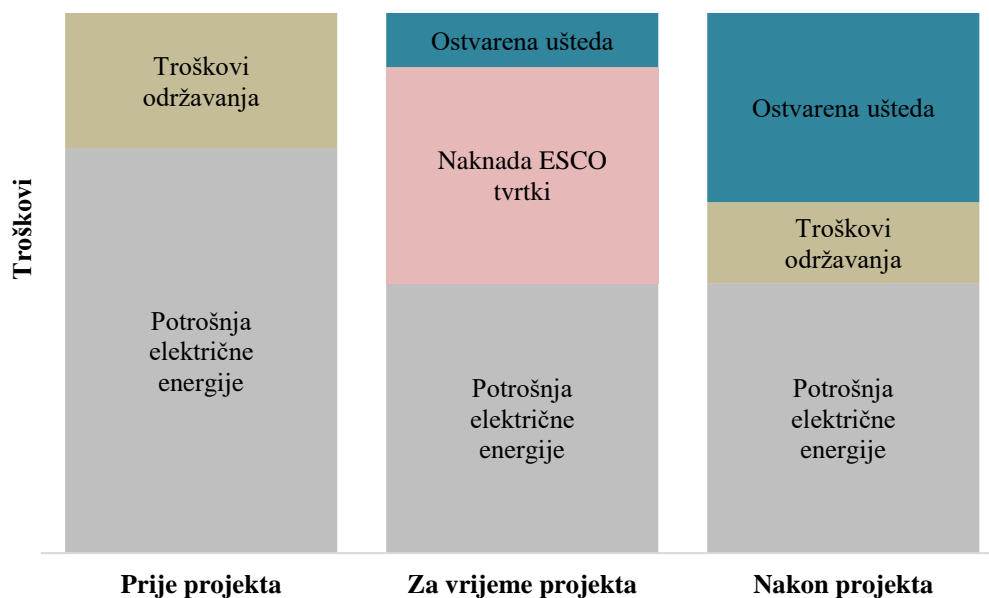 Troškovi
Troškovi
održavanja
Potrošnja
električne
energije
Ostvarena ušteda
Naknada ESCO
tvrtki
Potrošnja
električne
energije
Ostvarena ušteda
Troškovi
održavanja
Potrošnja
električne
energije
Prije projekta
Za vrijeme projekta
Nakon projekta